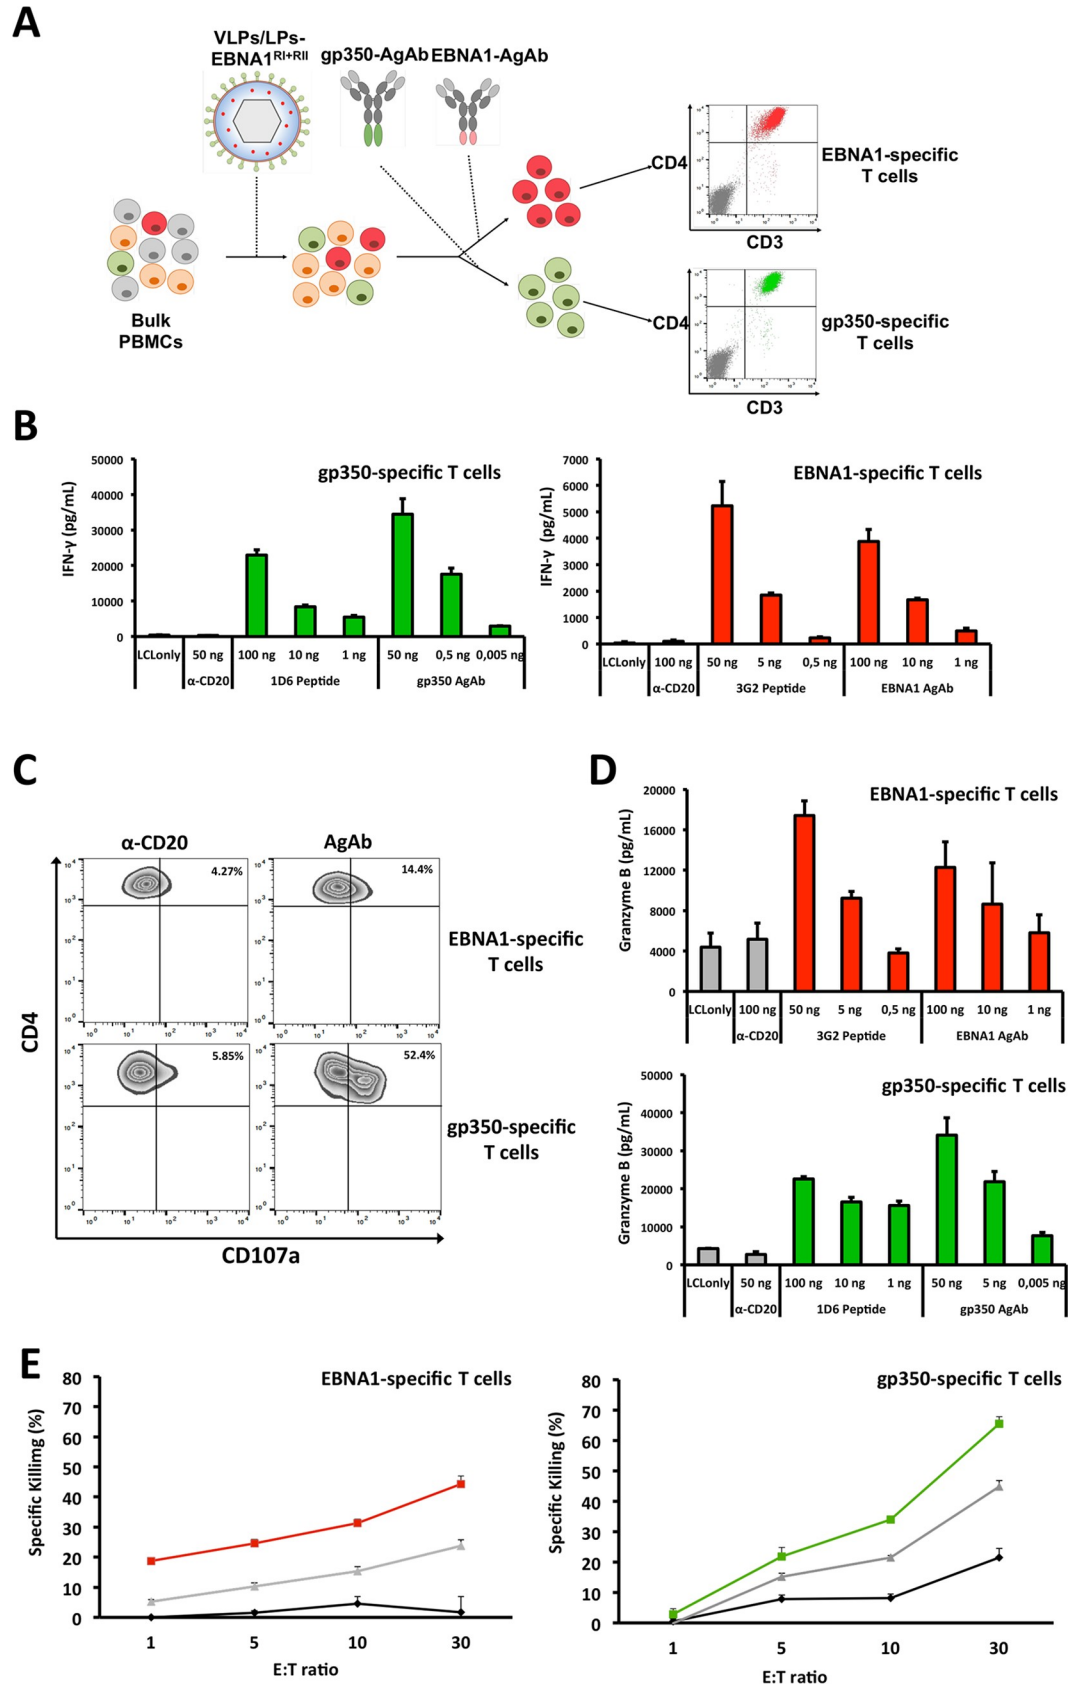 A
VLPs/LPs-
EBNA1RI+RII
gp350-AgAb
EBNA1-AgAb
Bulk
PBMCs
CD4
CD3
EBNA1-specific
T cells
CD4
CD3
gp350-specific
T cells
B
gp350-specific T cells
IFN-γ (pg/mL)
50000
40000
30000
20000
10000
0
LCLonly 50 ng 100 ng 10 ng 1 ng 50 ng 0,5 ng 0,005 ng
α-CD20 1D6 Peptide gp350 AgAb
EBNA1-specific T cells
IFN-γ (pg/mL)
7000
6000
5000
4000
3000
2000
1000
0
LCLonly 100 ng 50 ng 5 ng 0,5 ng 100 ng 10 ng 1 ng
α-CD20 3G2 Peptide EBNA1 AgAb
C
α-CD20 AgAb
4.27% 14.4%
EBNA1-specific
T cells
5.85% 52.4%
gp350-specific
T cells
CD4
CD107a
D
EBNA1-specific T cells
Granzyme B (pg/mL)
20000
16000
12000
8000
4000
0
LCLonly 100 ng 50 ng 5 ng 0,5 ng 100 ng 10 ng 1 ng
α-CD20 3G2 Peptide EBNA1 AgAb
gp350-specific T cells
Granzyme B (pg/mL)
50000
40000
30000
20000
10000
0
LCLonly 50 ng 100 ng 10 ng 1 ng 50 ng 5 ng 0,005 ng
α-CD20 1D6 Peptide gp350 AgAb
E
EBNA1-specific T cells
Specific Killimg (%)
80
70
60
50
40
30
20
10
0
1 5 10 30
E:T ratio
gp350-specific T cells
Specific Killing (%)
80
70
60
50
40
30
20
10
0
1 5 10 30
E:T ratio